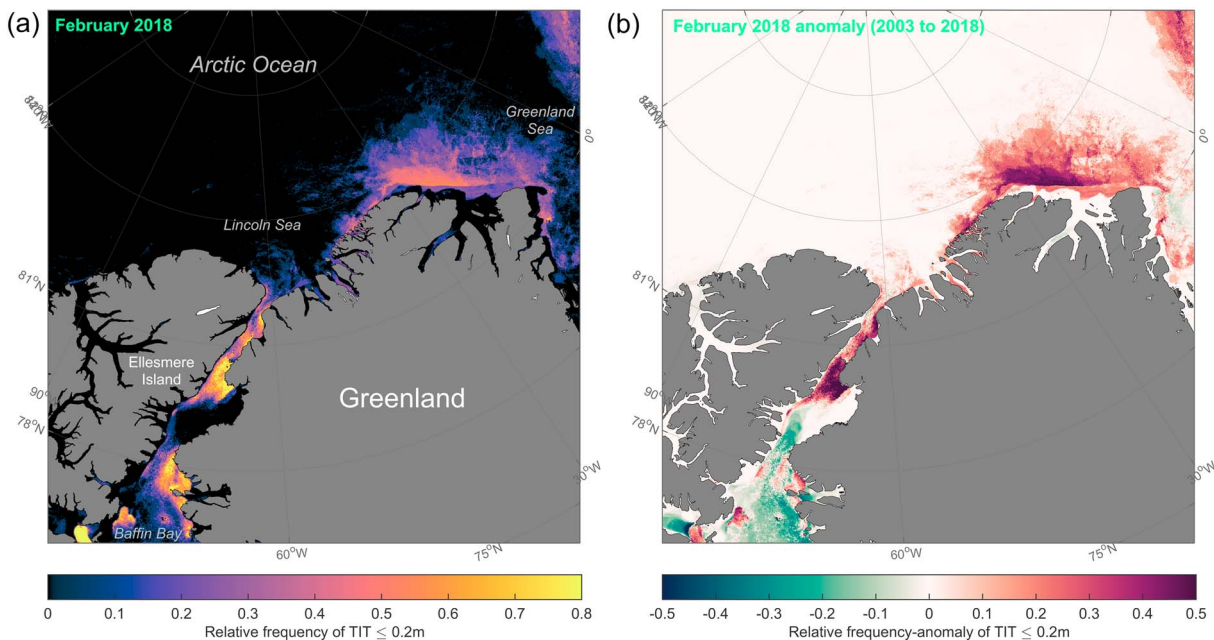 (a)
February 2018
Arctic Ocean
Greenland
Sea
0°
Lincoln Sea
81°N
Ellesmere
Island
Greenland
90°
78°N
30°W
Baffin Bay
60°W
75°N
0 0.1 0.2 0.3 0.4 0.5 0.6 0.7 0.8
Relative frequency of TIT ≤ 0.2m
(b)
February 2018 anomaly (2003 to 2018)
0°
81°N
90°
78°N
30°W
60°W
75°N
-0.5 -0.4 -0.3 -0.2 -0.1 0 0.1 0.2 0.3 0.4 0.5
Relative frequency-anomaly of TIT ≤ 0.2m